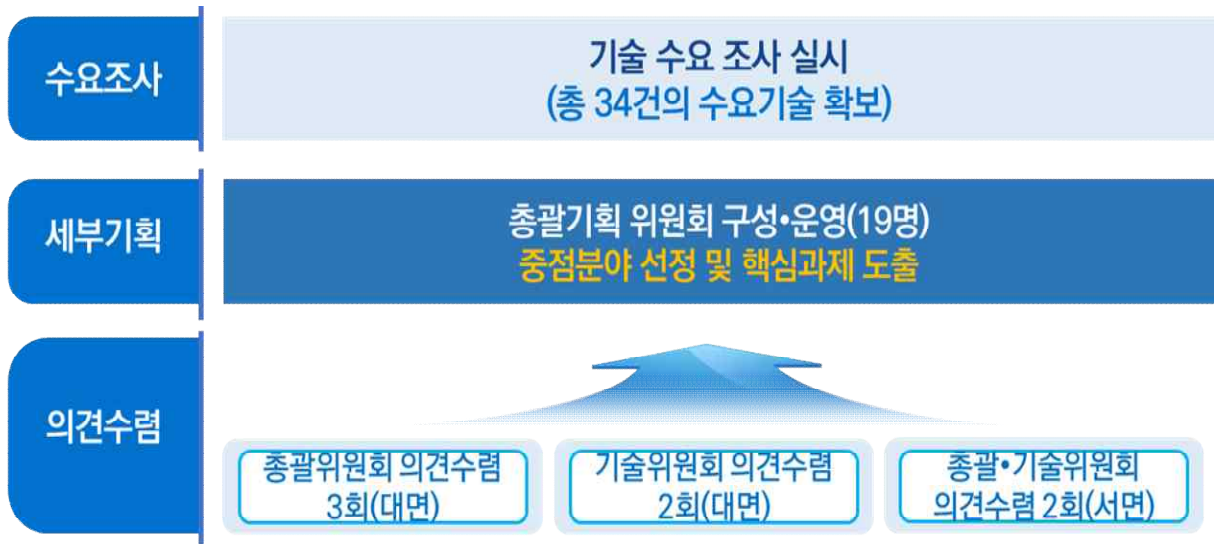 수요조사
기술 수요 조사 실시
(총 34건의 수요기술 확보)
세부기획
총괄기획 위원회 구성•운영(19명)
중점분야 선정 및 핵심과제 도출
의견수렴
총괄위원회 의견수렴
3회(대면)
기술위원회 의견수렴
2회(대면)
총괄•기술위원회
의견수렴 2회(서면)